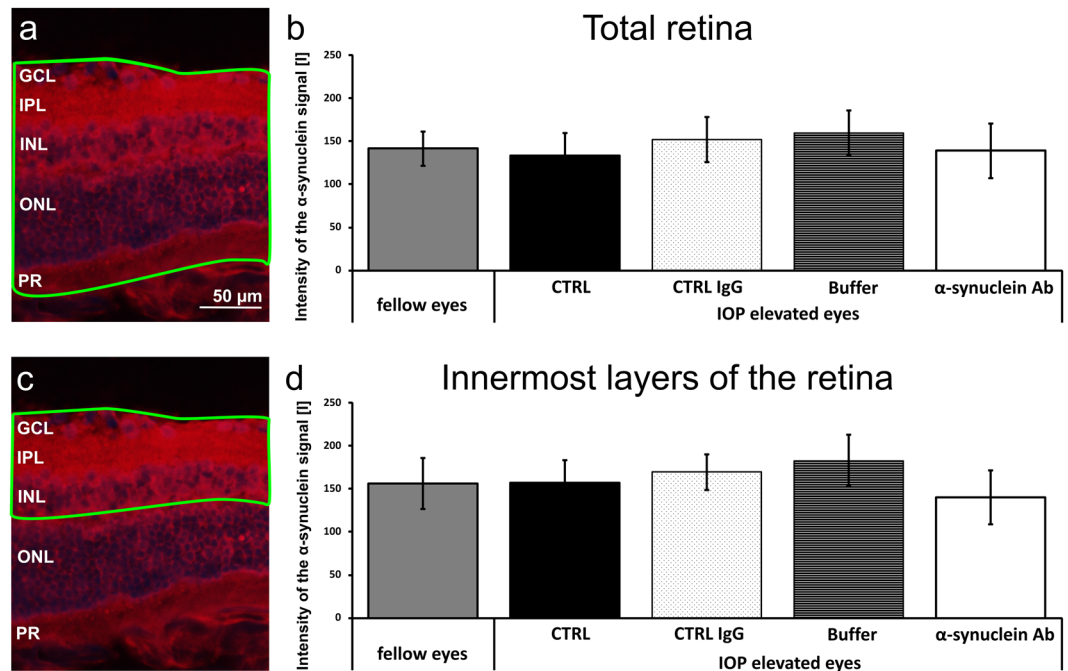 a
GCL
IPL
INL
ONL
PR
50 µm
b
Total retina
Intensity of the α-synuclein signal [I]
250
200
150
100
50
0
fellow eyes
CTRL
CTRL IgG
Buffer
α-synuclein Ab
IOP elevated eyes
c
GCL
IPL
INL
ONL
PR
d
Innermost layers of the retina
Intensity of the α-synuclein signal [I]
250
200
150
100
50
0
fellow eyes
CTRL
CTRL IgG
Buffer
α-synuclein Ab
IOP elevated eyes